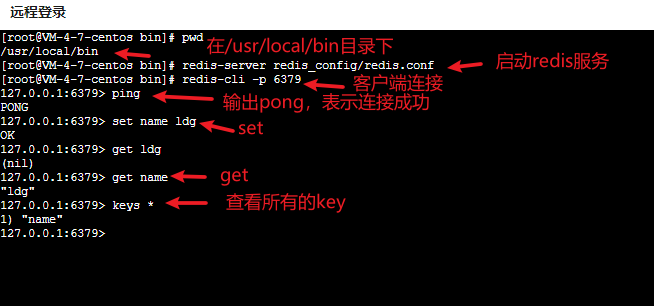 远程登录
[root@VM-4-7-centos bin]# pwd
/usr/local/bin
在/usr/local/bin目录下
[root@VM-4-7-centos bin]# redis-server redis_config/redis.conf
启动redis服务
[root@VM-4-7-centos bin]# redis-cli -p 6379
客户端连接
127.0.0.1:6379> ping
输出pong，表示连接成功
PONG
127.0.0.1:6379> set name ldg
set
OK
127.0.0.1:6379> get ldg
(nil)
127.0.0.1:6379> get name
get
"ldg"
127.0.0.1:6379> keys *
查看所有的key
1) "name"
127.0.0.1:6379>